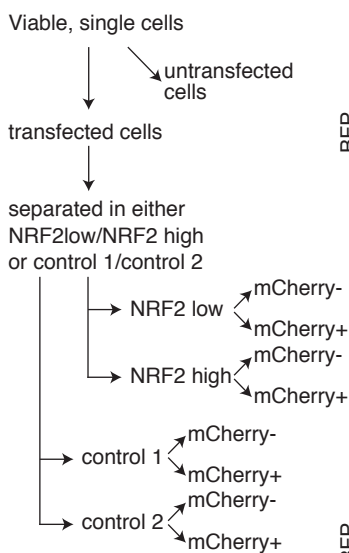 Viable, single cells
untransfected
cells
transfected cells
separated in either
NRF2low/NRF2 high
or control 1/control 2
NRF2 low
mCherry-
mCherry+
NRF2 high
mCherry-
mCherry+
control 1
mCherry-
mCherry+
control 2
mCherry-
mCherry+